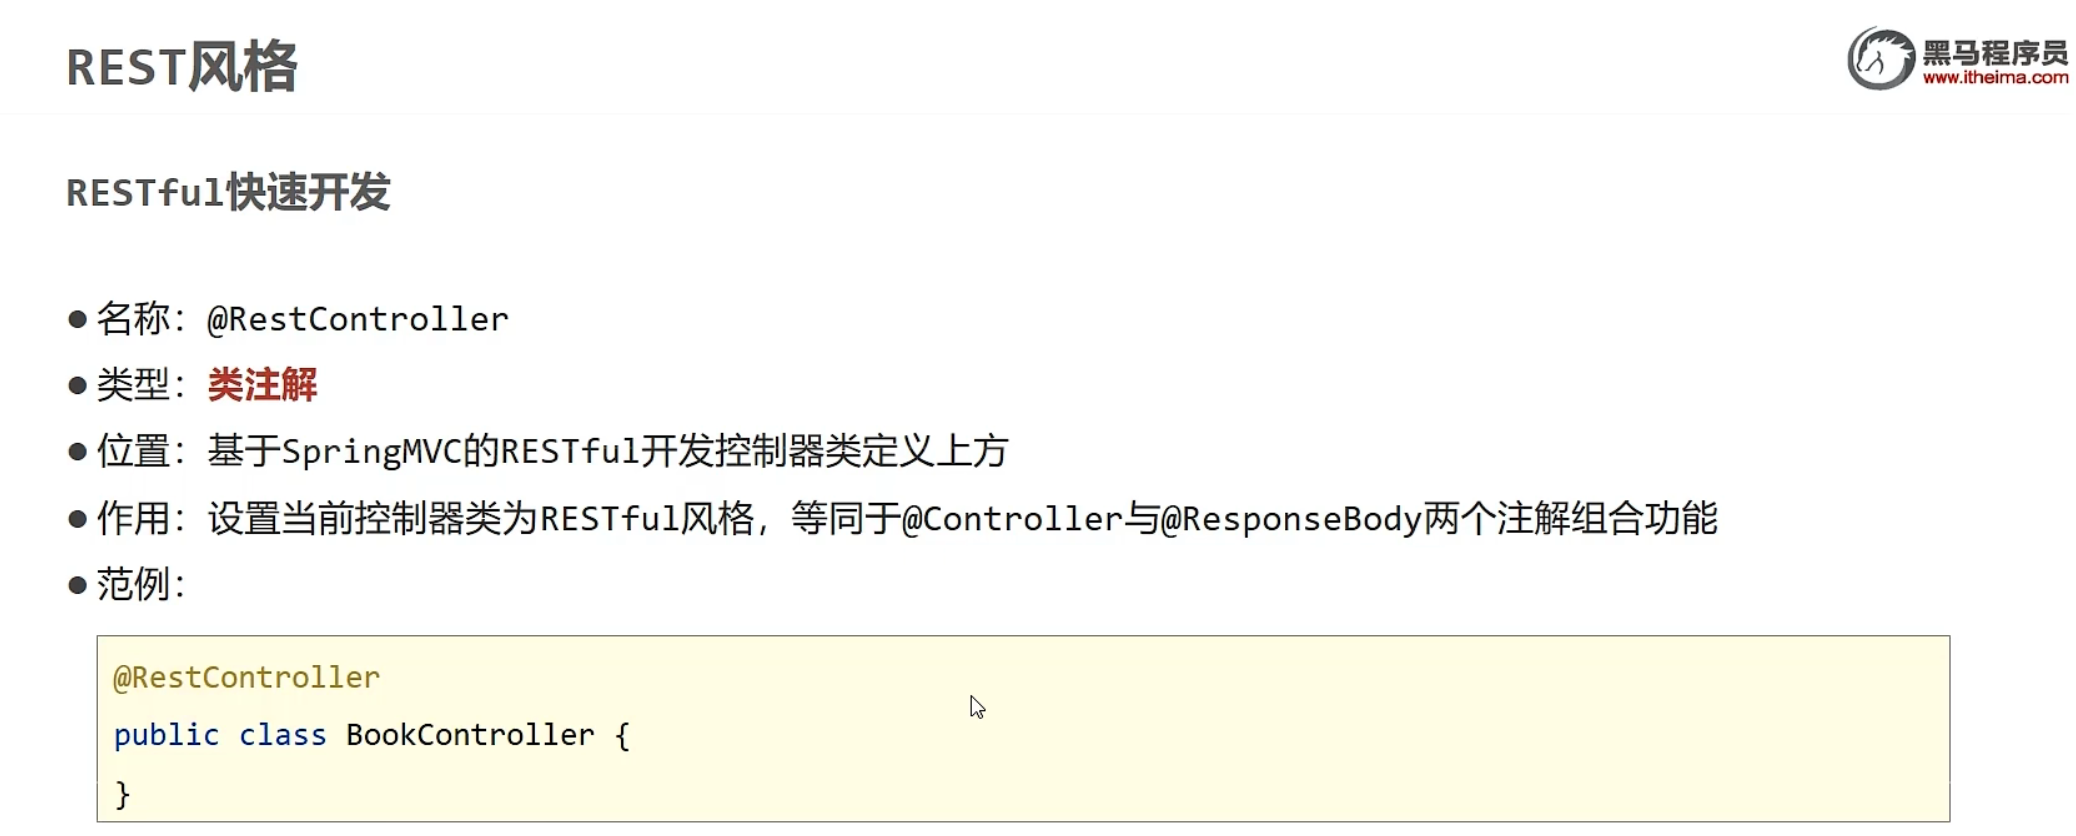 REST风格
黑马程序员
www.itheima.com
RESTful快速开发
● 名称：@RestController
● 类型：类注解
● 位置：基于SpringMVC的RESTful开发控制器类定义上方
● 作用：设置当前控制器类为RESTful风格，等同于@Controller与@ResponseBody两个注解组合功能
● 范例：
@RestController
public class BookController {
}